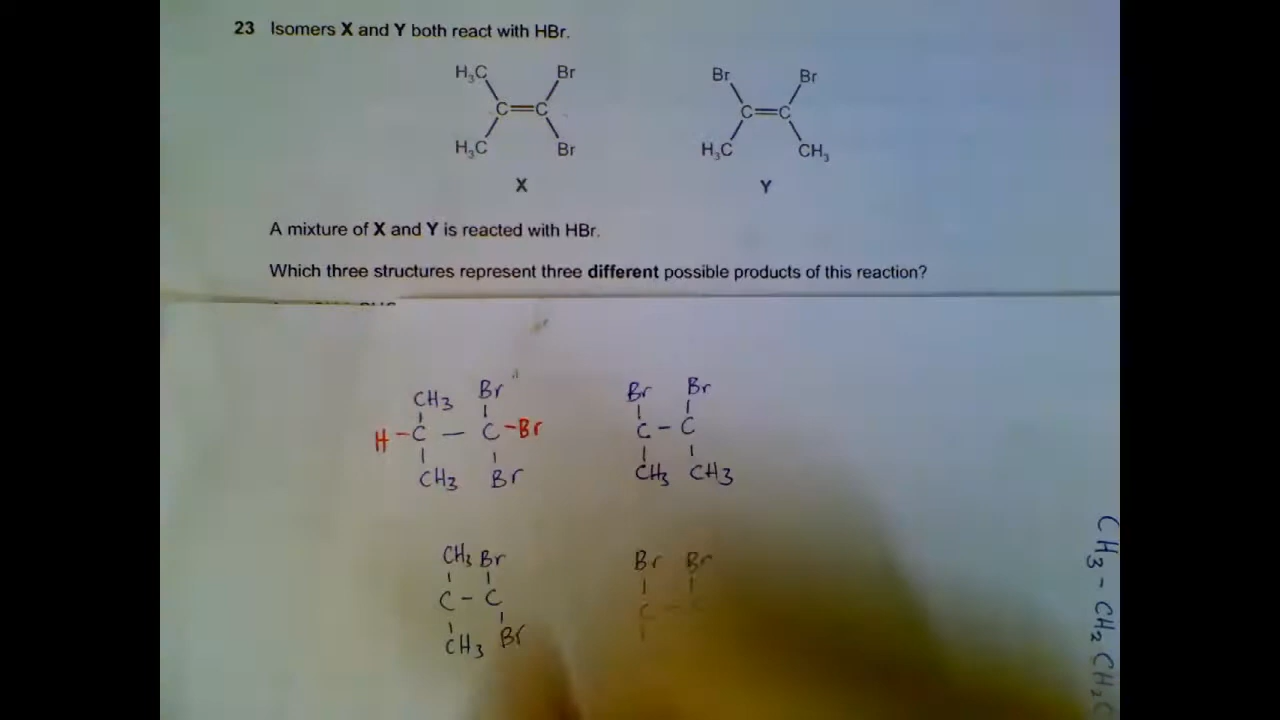 23 Isomers X and Y both react with HBr.
H₃C Br
C=C
H₃C Br
X
Br Br
C=C
H₃C CH₃
Y
A mixture of X and Y is reacted with HBr.
Which three structures represent three different possible products of this reaction?
CH3 Br
H-C — C-Br
CH3 Br
Br Br
C - C
CH3 CH3
CH3 Br
C - C
CH3 Br
Br Br
C - C
CH3 - CH2 CH2